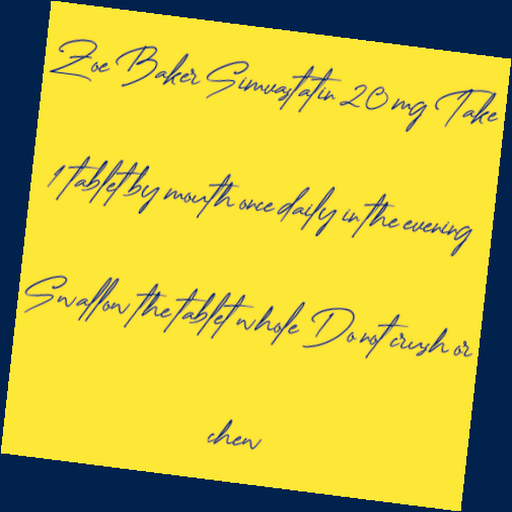 Zoe Baker Simvastatin 20 mg Take
1 tablet by mouth once daily in the evening
Swallow the tablet whole Do not crush or
chew